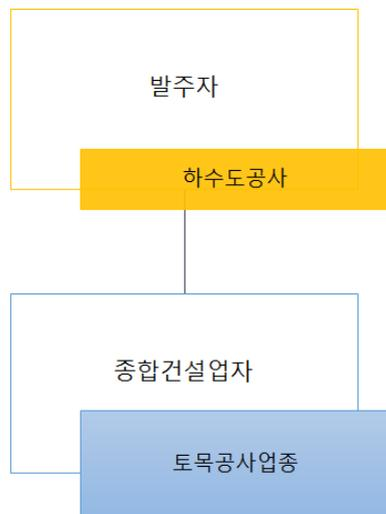 발주자
하수도공사
종합건설업자
토목공사업종